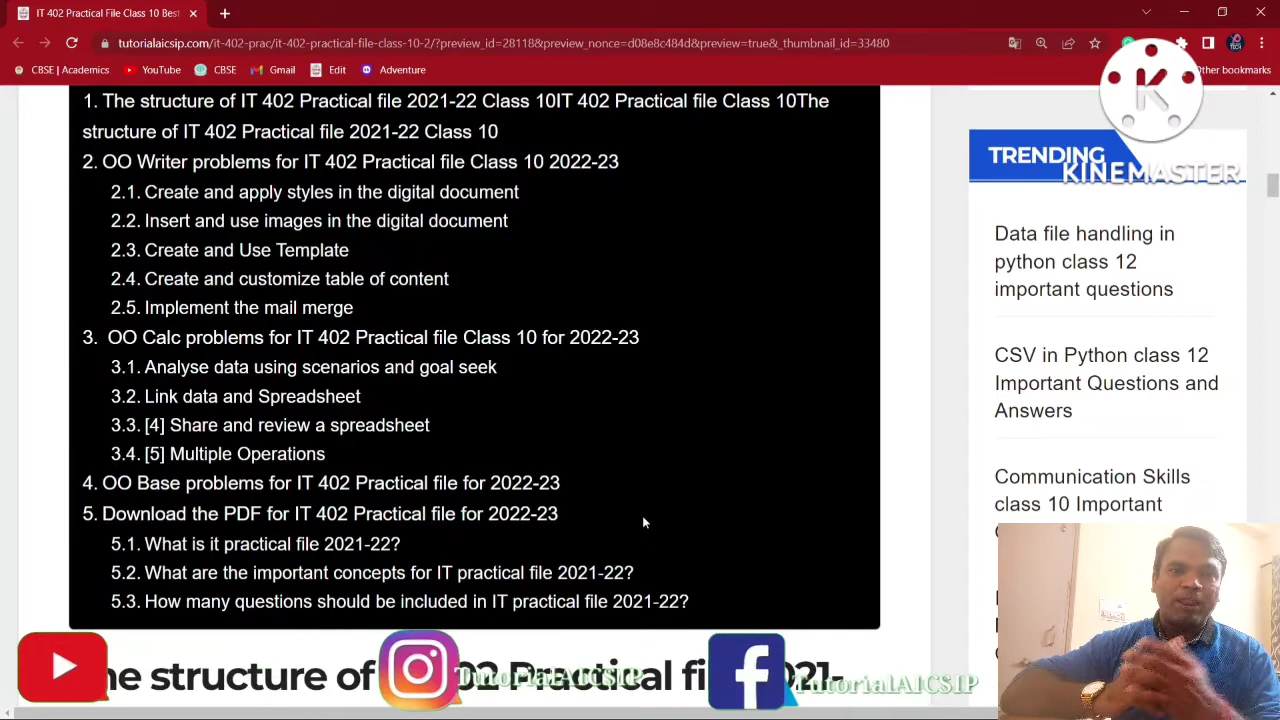 IT 402 Practical File Class 10 Best
tutorialaicsip.com/it-402-prac/it-402-practical-file-class-10-2/?preview_id=28118&preview_nonce=d08e8c484d&preview=true&_thumbnail_id=33480
CBSE | Academics
YouTube
CBSE
Gmail
Edit
Adventure
Other bookmarks
K
KINEMASTER
1. The structure of IT 402 Practical file 2021-22 Class 10IT 402 Practical file Class 10The
structure of IT 402 Practical file 2021-22 Class 10
2. OO Writer problems for IT 402 Practical file Class 10 2022-23
2.1. Create and apply styles in the digital document
2.2. Insert and use images in the digital document
2.3. Create and Use Template
2.4. Create and customize table of content
2.5. Implement the mail merge
3. OO Calc problems for IT 402 Practical file Class 10 for 2022-23
3.1. Analyse data using scenarios and goal seek
3.2. Link data and Spreadsheet
3.3. [4] Share and review a spreadsheet
3.4. [5] Multiple Operations
4. OO Base problems for IT 402 Practical file for 2022-23
5. Download the PDF for IT 402 Practical file for 2022-23
5.1. What is it practical file 2021-22?
5.2. What are the important concepts for IT practical file 2021-22?
5.3. How many questions should be included in IT practical file 2021-22?
TRENDING
Data file handling in
python class 12
important questions
CSV in Python class 12
Important Questions and
Answers
Communication Skills
class 10 Important
he structure of 402 Practical fi 021-
TutorialAICSIP
TutorialAICSIP